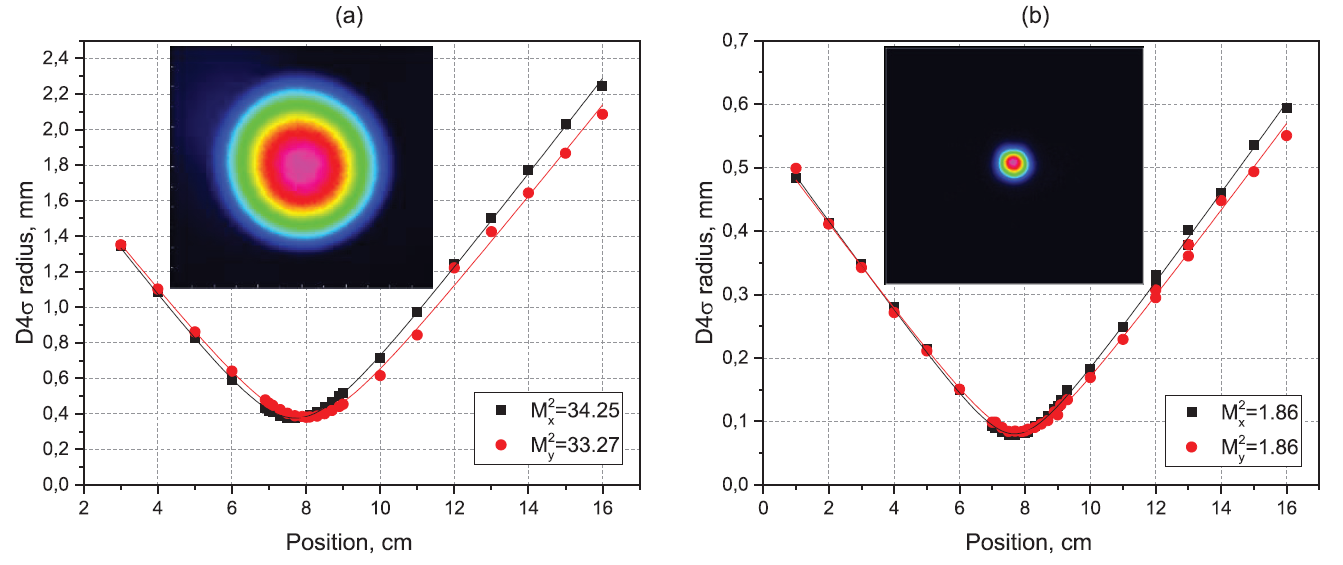 (a)
2,4
2,2
2,0
1,8
1,6
1,4
1,2
1,0
0,8
0,6
0,4
0,2
0,0
D4σ radius, mm
2 4 6 8 10 12 14 16
Position, cm
M²x=34.25
M²y=33.27
(b)
0,7
0,6
0,5
0,4
0,3
0,2
0,1
0,0
D4σ radius, mm
0 2 4 6 8 10 12 14 16
Position, cm
M²x=1.86
M²y=1.86